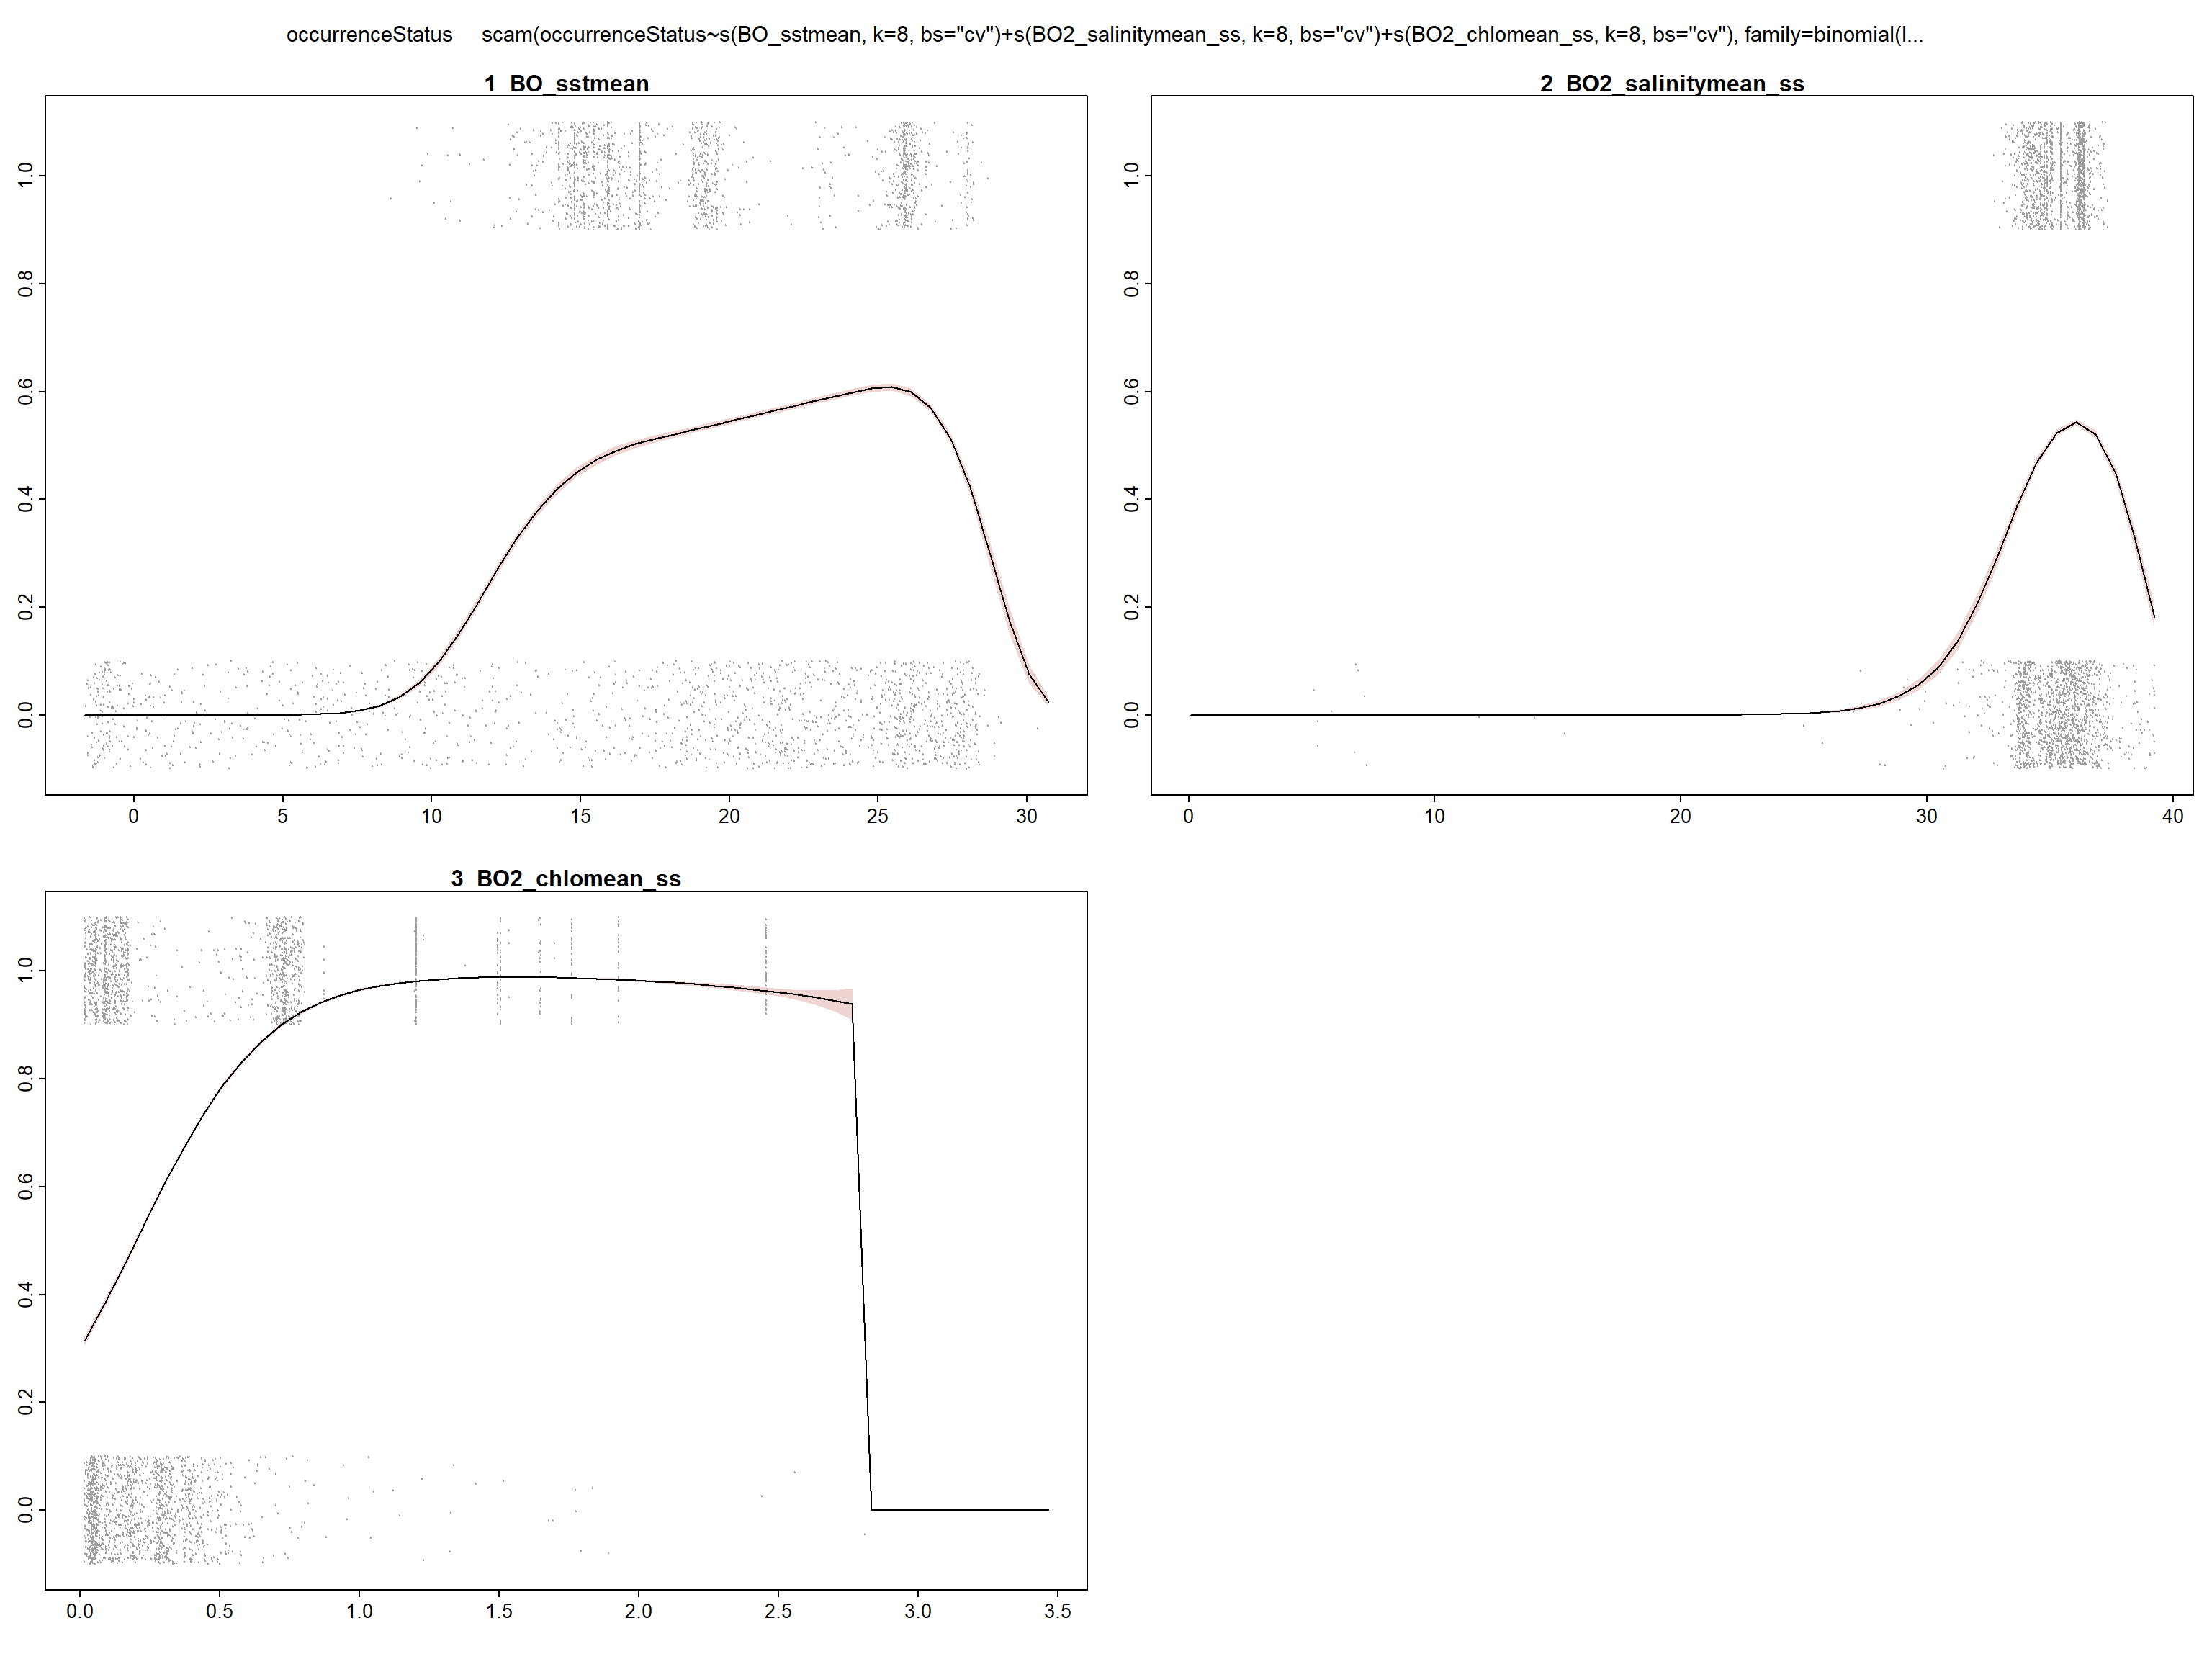 occurrenceStatus scam(occurrenceStatus~s(BO_sstmean, k=8, bs="cv")+s(BO2_salinitymean_ss, k=8, bs="cv")+s(BO2_chlomean_ss, k=8, bs="cv"), family=binomial(l...
1 BO_sstmean
1.0
0.8
0.6
0.4
0.2
0.0
0 5 10 15 20 25 30
2 BO2_salinitymean_ss
1.0
0.8
0.6
0.4
0.2
0.0
0 10 20 30 40
3 BO2_chlomean_ss
1.0
0.8
0.6
0.4
0.2
0.0
0.0 0.5 1.0 1.5 2.0 2.5 3.0 3.5